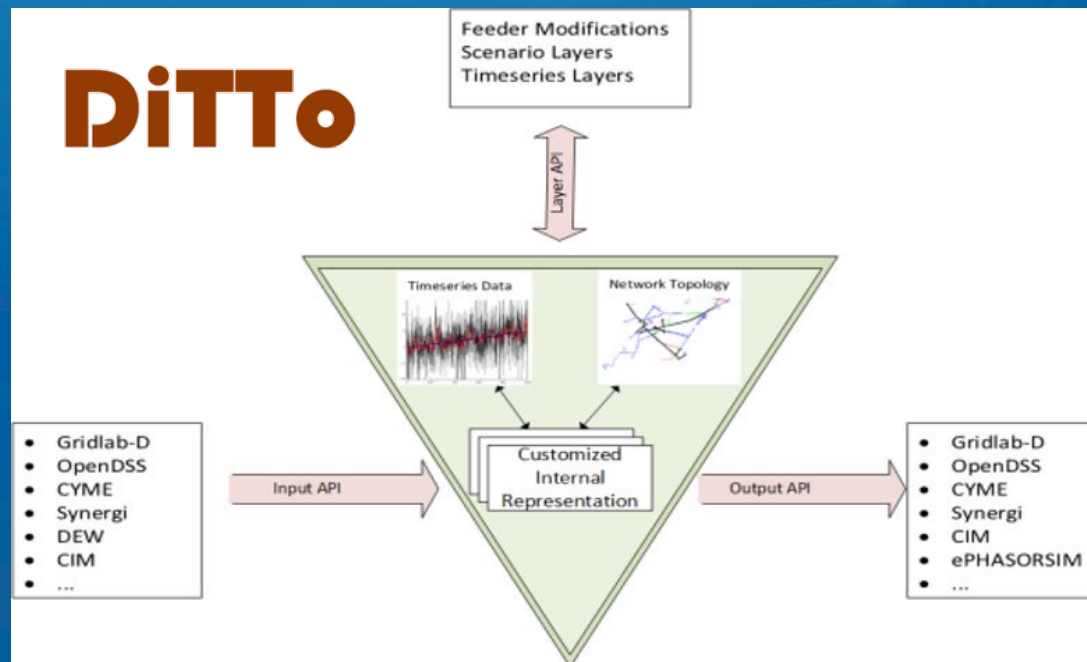 DiTTo
Feeder Modifications
Scenario Layers
Timeseries Layers
Layer API
Timeseries Data
Network Topology
Customized
Internal
Representation
• Gridlab-D
• OpenDSS
• CYME
• Synergi
• DEW
• CIM
• ...
Input API
Output API
• Gridlab-D
• OpenDSS
• CYME
• Synergi
• CIM
• ePHASORSIM
• ...